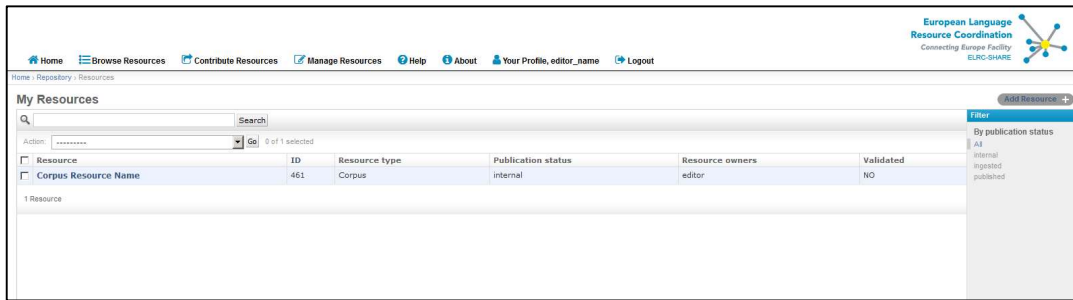 European Language
Resource Coordination
Connecting Europe Facility
ELRC-SHARE
Home Browse Resources Contribute Resources Manage Resources Help About Your Profile, editor_name Logout
Home › Repository › Resources
My Resources
Add Resource +
Search
Filter
By publication status
All
internal
ingested
published
Action: --------- Go 0 of 1 selected
Resource ID Resource type Publication status Resource owners Validated
Corpus Resource Name 461 Corpus internal editor NO
1 Resource